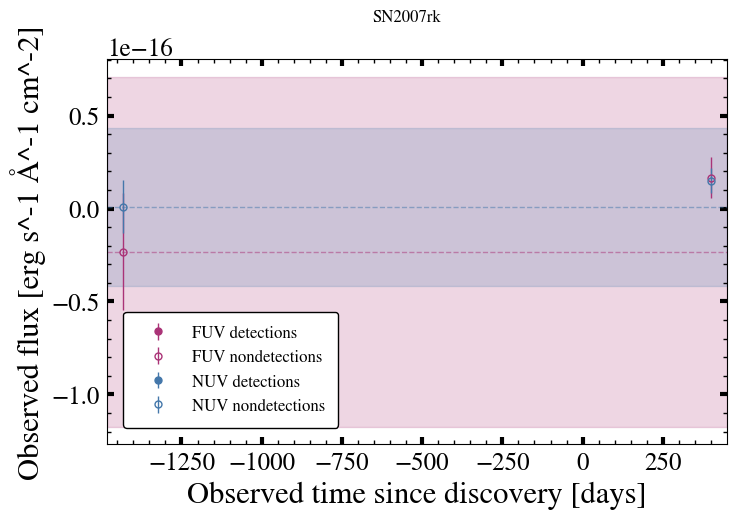 SN2007rk
1e−16
Observed flux [erg s^-1 Å^-1 cm^-2]
0.5
0.0
−0.5
−1.0
FUV detections
FUV nondetections
NUV detections
NUV nondetections
−1250 −1000 −750 −500 −250 0 250
Observed time since discovery [days]